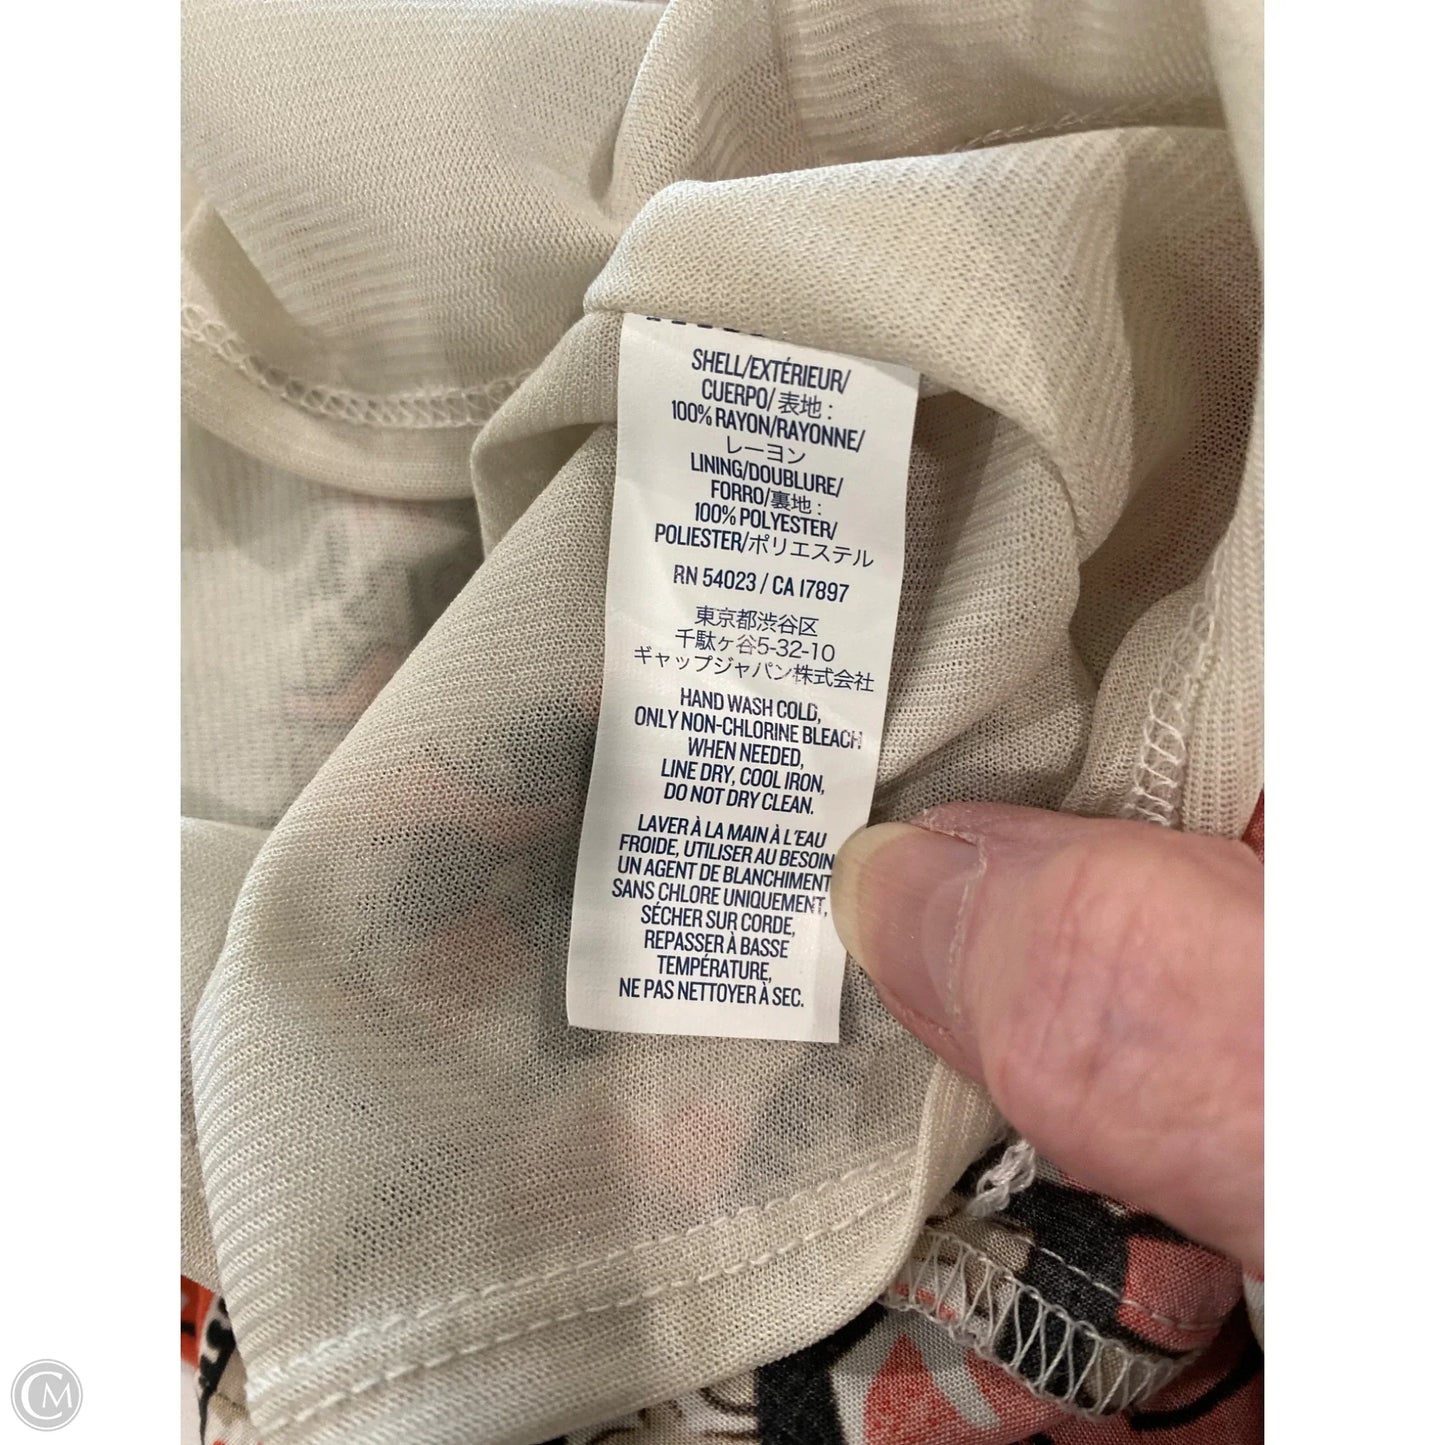 SHELL/EXTÉRIEUR/
CUERPO/表地:
100% RAYON/RAYONNE/
レーヨン
LINING/DOUBLURE/
FORRO/裏地:
100% POLYESTER/
POLIESTER/ポリエステル
RN 54023 / CA 17897
東京都渋谷区
千駄ヶ谷5-32-10
ギャップジャパン株式会社
HAND WASH COLD,
ONLY NON-CHLORINE BLEACH
WHEN NEEDED,
LINE DRY, COOL IRON,
DO NOT DRY CLEAN.
LAVER À LA MAIN À L'EAU
FROIDE, UTILISER AU BESOIN
UN AGENT DE BLANCHIMENT
SANS CHLORE UNIQUEMENT,
SÉCHER SUR CORDE,
REPASSER À BASSE
TEMPÉRATURE,
NE PAS NETTOYER À SEC.
CM